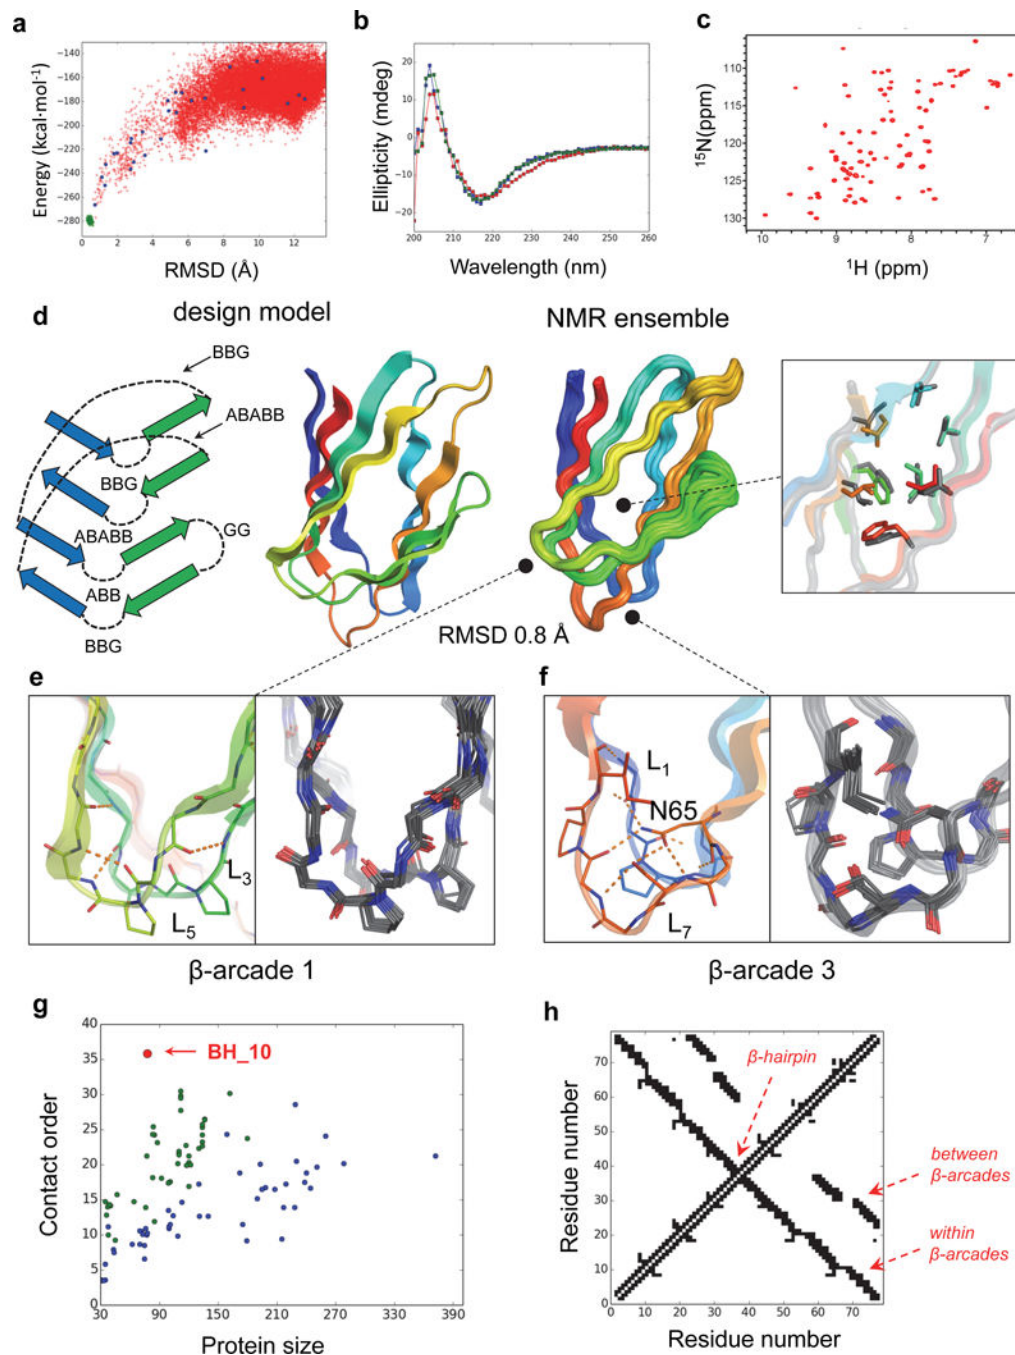 a
Energy (kcal·mol⁻¹)
−140
−160
−180
−200
−220
−240
−260
−280
0 2 4 6 8 10 12
RMSD (Å)
b
Ellipticity (mdeg)
20
10
0
−10
−20
200 210 220 230 240 250 260
Wavelength (nm)
c
¹⁵N(ppm)
110
115
120
125
130
10 9 8 7
¹H (ppm)
d
design model
NMR ensemble
BBG
ABABB
BBG
ABABB
GG
ABB
BBG
RMSD 0.8 Å
e
L₃
L₅
β-arcade 1
f
L₁
N65
L₇
β-arcade 3
g
Contact order
40
35
30
25
20
15
10
5
0
BH_10
30 90 150 210 270 330 390
Protein size
h
Residue number
70
60
50
40
30
20
10
0
β-hairpin
between
β-arcades
within
β-arcades
0 10 20 30 40 50 60 70
Residue number